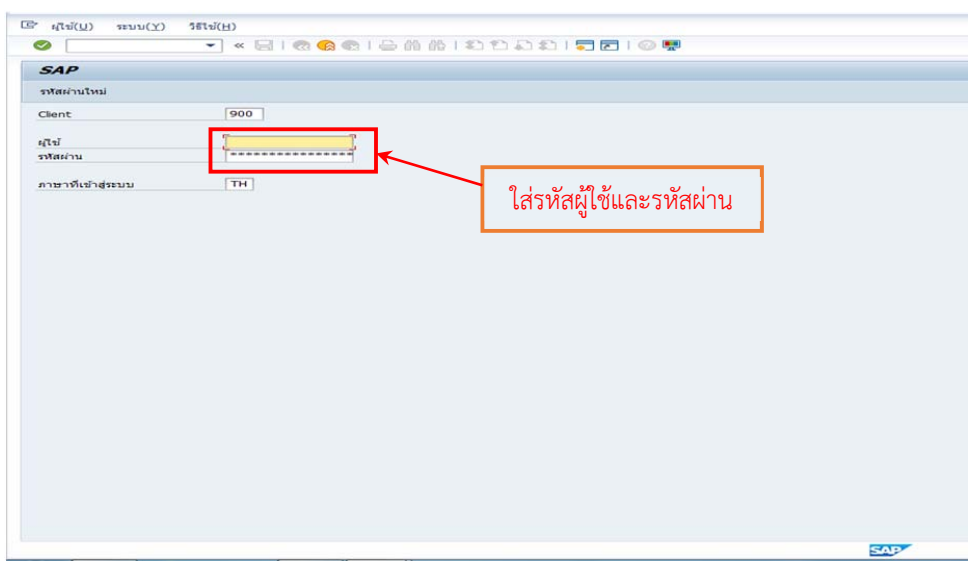 ผู้ใช้(U) ระบบ(Y) วิธีใช้(H)
SAP
รหัสผ่านใหม่
Client 900
ผู้ใช้
รหัสผ่าน ****************
ภาษาที่เข้าสู่ระบบ TH
ใส่รหัสผู้ใช้และรหัสผ่าน
SAP